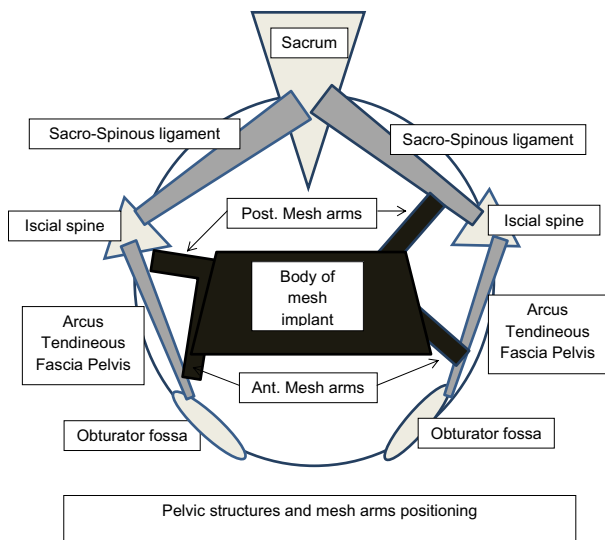 Sacrum
Sacro-Spinous ligament
Sacro-Spinous ligament
Post. Mesh arms
Iscial spine
Iscial spine
Body of
mesh
implant
Arcus
Tendineous
Fascia Pelvis
Arcus
Tendineous
Fascia Pelvis
Ant. Mesh arms
Obturator fossa
Obturator fossa
Pelvic structures and mesh arms positioning